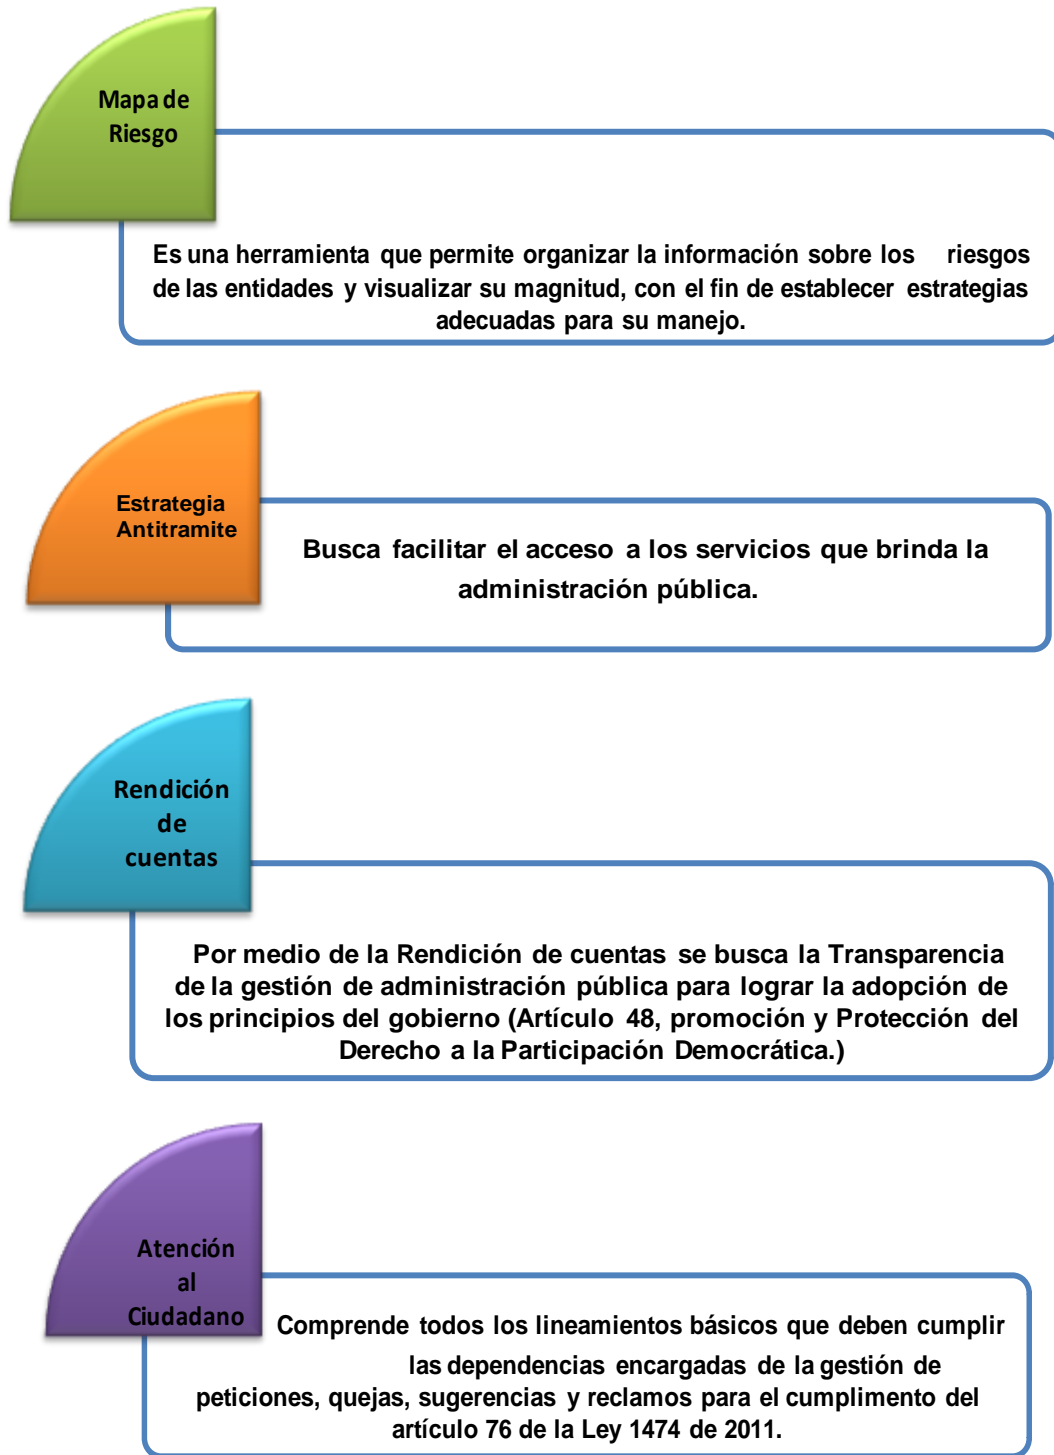 Mapa de
Riesgo
Es una herramienta que permite organizar la información sobre los riesgos
de las entidades y visualizar su magnitud, con el fin de establecer estrategias
adecuadas para su manejo.
Estrategia
Antitramite
Busca facilitar el acceso a los servicios que brinda la
administración pública.
Rendición
de
cuentas
Por medio de la Rendición de cuentas se busca la Transparencia
de la gestión de administración pública para lograr la adopción de
los principios del gobierno (Artículo 48, promoción y Protección del
Derecho a la Participación Democrática.)
Atención
al
Ciudadano
Comprende todos los lineamientos básicos que deben cumplir
las dependencias encargadas de la gestión de
peticiones, quejas, sugerencias y reclamos para el cumplimento del
artículo 76 de la Ley 1474 de 2011.